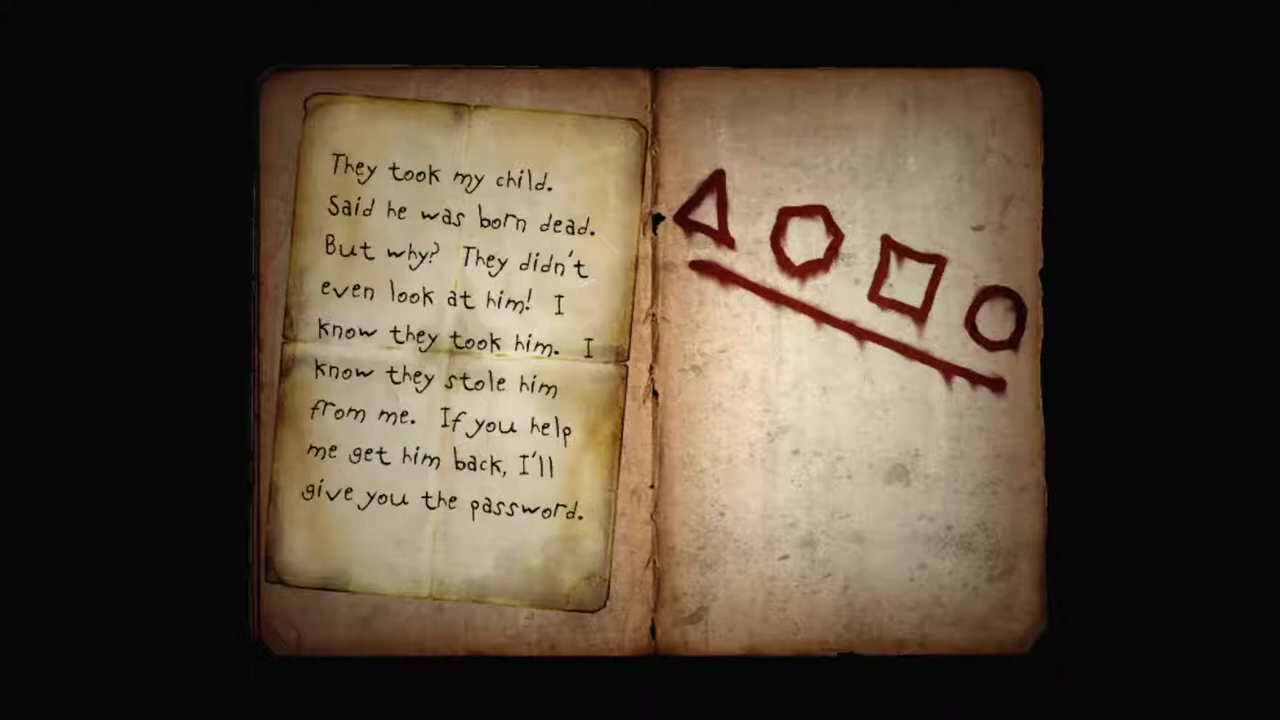 They took my child.
Said he was born dead.
But why? They didn't
even look at him! I
know they took him. I
know they stole him
from me. If you help
me get him back, I'll
give you the password.